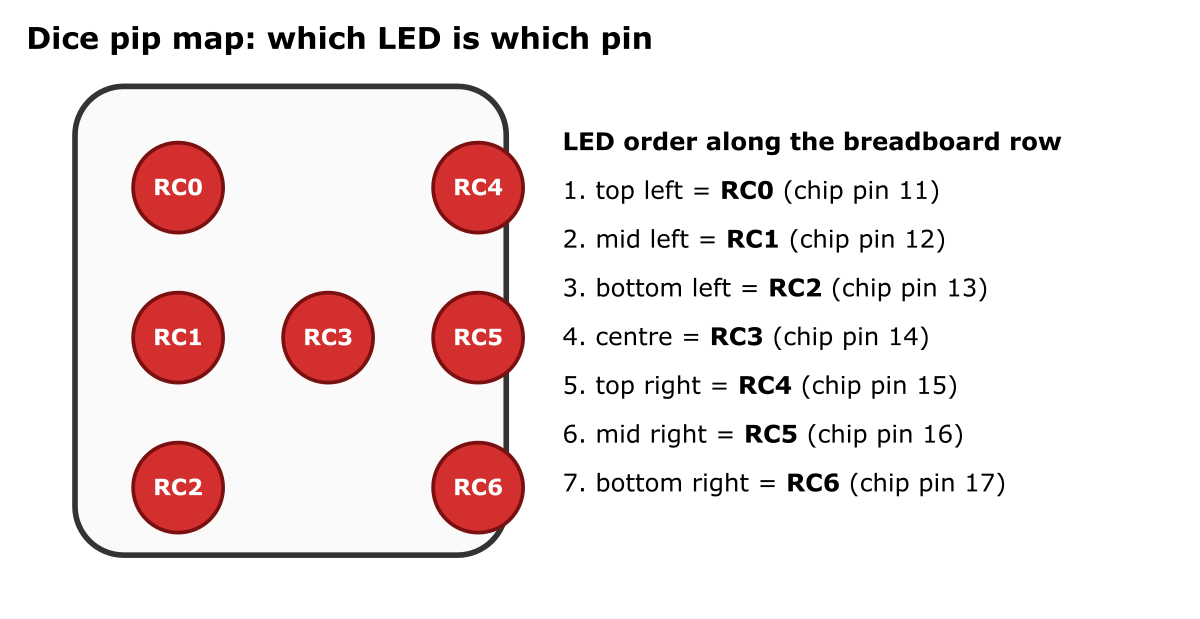 Dice pip map: which LED is which pin
RC0
RC4
RC1
RC3
RC5
RC2
RC6
LED order along the breadboard row
1. top left = RC0 (chip pin 11)
2. mid left = RC1 (chip pin 12)
3. bottom left = RC2 (chip pin 13)
4. centre = RC3 (chip pin 14)
5. top right = RC4 (chip pin 15)
6. mid right = RC5 (chip pin 16)
7. bottom right = RC6 (chip pin 17)